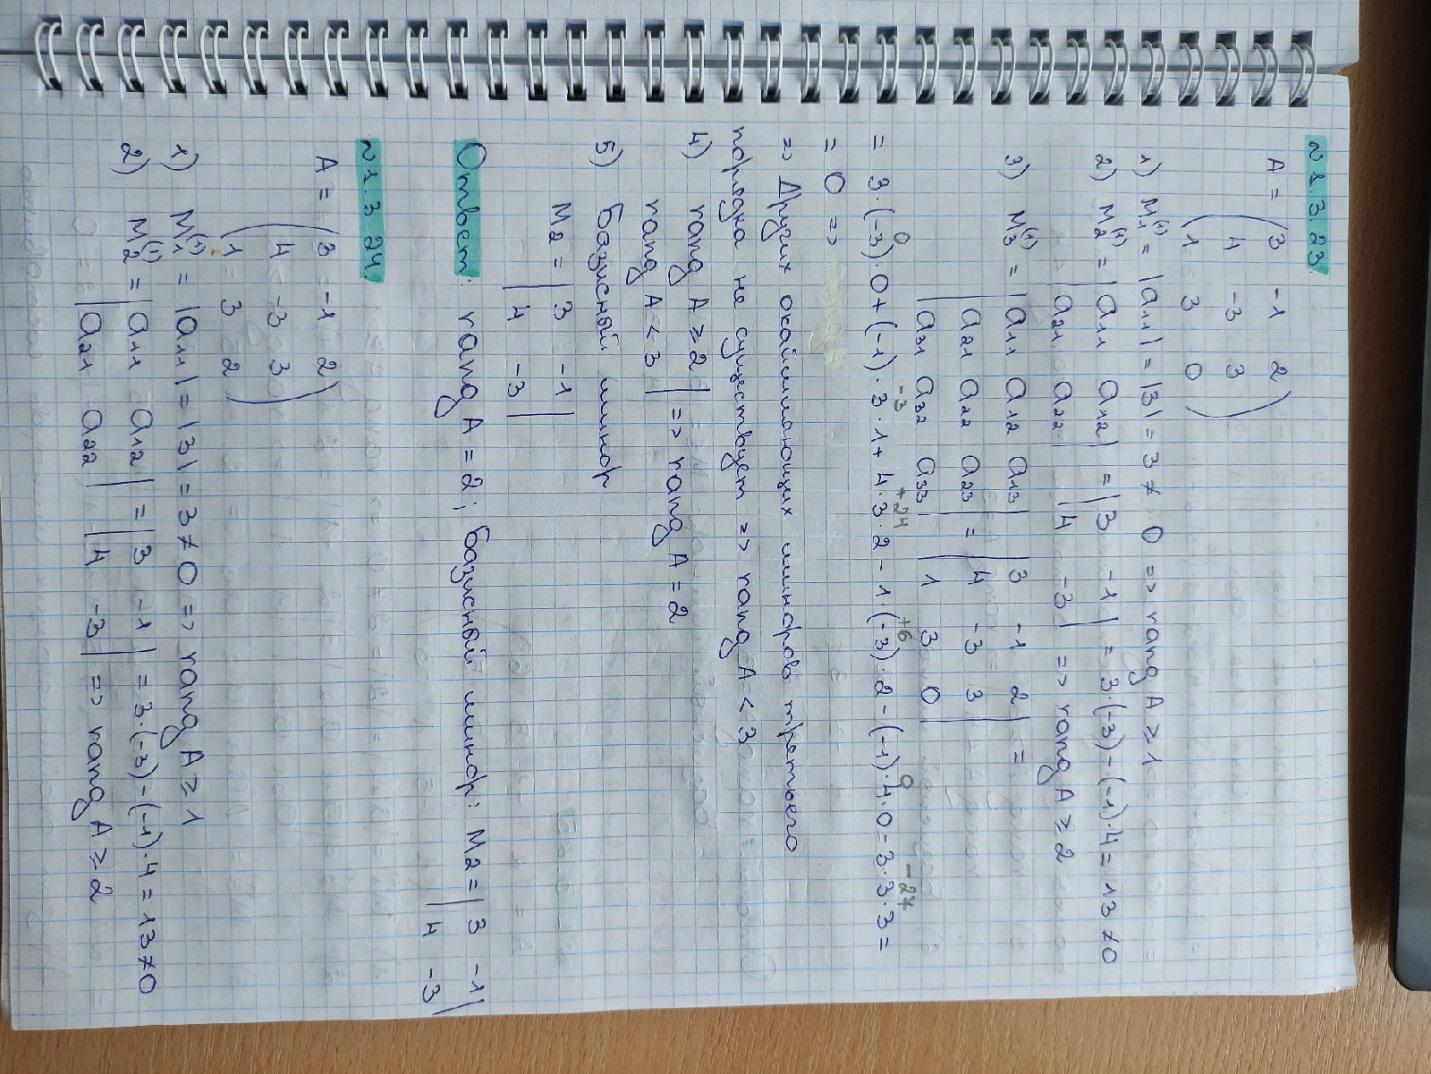 №1.3.23.
A = (3 -1 2)
4 -3 3
(1 3 0)
1) M₁⁽¹⁾ = |a₁₁| = |3| = 3 ≠ 0 => rang A ≥ 1
2) M₂⁽¹⁾ = |a₁₁ a₁₂| = |3 -1| = 3·(-3)-(-1)·4 = 13 ≠ 0
|a₂₁ a₂₂| |4 -3| => rang A ≥ 2
3) M₃⁽¹⁾ = |a₁₁ a₁₂ a₁₃| |3 -1 2| =
|a₂₁ a₂₂ a₂₃| = |4 -3 3|
|a₃₁ a₃₂ a₃₃| |1 3 0|
0 -3 +24 +6 0 -27
= 3·(-3)·0+(-1)·3·1+4·3·2-1(-3)·2-(-1)·4·0-3·3·3=
= 0 =>
=> Других окаймляющих миноров третьего
порядка не существует => rang A < 3
4) rang A ≥ 2 | => rang A = 2
rang A < 3
5) Базисный минор
M₂ = |3 -1|
|4 -3|
Ответ: rang A = 2; базисный минор: M₂ = |3 -1|
|4 -3|
№1.3.24.
A = (3 -1 2)
4 -3 3
(1 3 2)
1) M₁⁽¹⁾ = |a₁₁| = |3| = 3 ≠ 0 => rang A ≥ 1
2) M₂⁽¹⁾ = |a₁₁ a₁₂| = |3 -1| = 3·(-3)-(-1)·4 = 13≠0
|a₂₁ a₂₂| |4 -3| => rang A ≥ 2